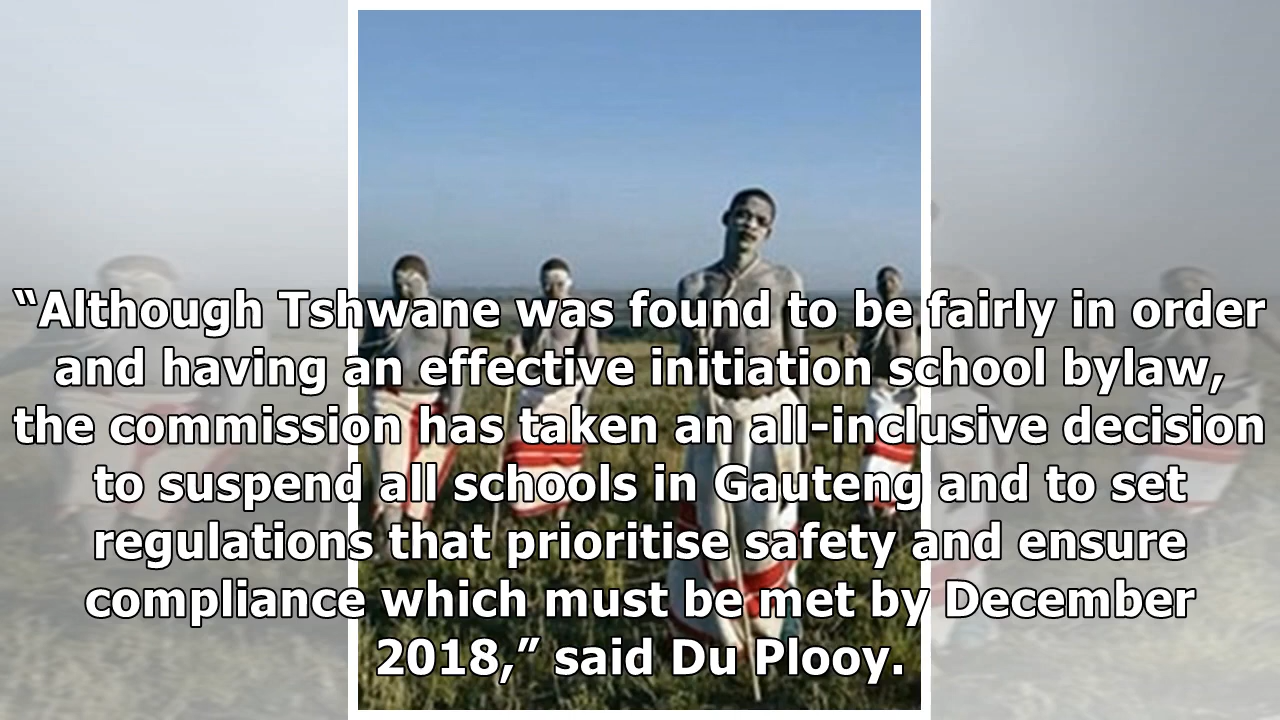 “Although Tshwane was found to be fairly in order
and having an effective initiation school bylaw,
the commission has taken an all-inclusive decision
to suspend all schools in Gauteng and to set
regulations that prioritise safety and ensure
compliance which must be met by December
2018,” said Du Plooy.